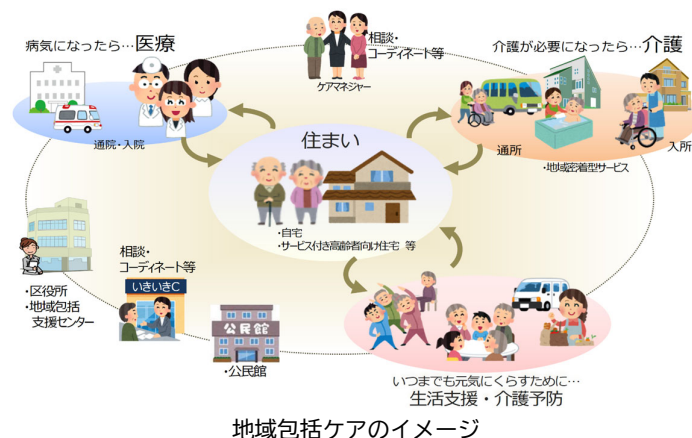 病気になったら…医療
通院・入院
相談・
コーディネート等
ケアマネジャー
介護が必要になったら…介護
通所
入所
・地域密着型サービス
住まい
・自宅
・サービス付き高齢者向け住宅 等
・区役所
・地域包括
支援センター
相談・
コーディネート等
いきいきC
公民館
・公民館
いつまでも元気にくらすために…
生活支援・介護予防
地域包括ケアのイメージ